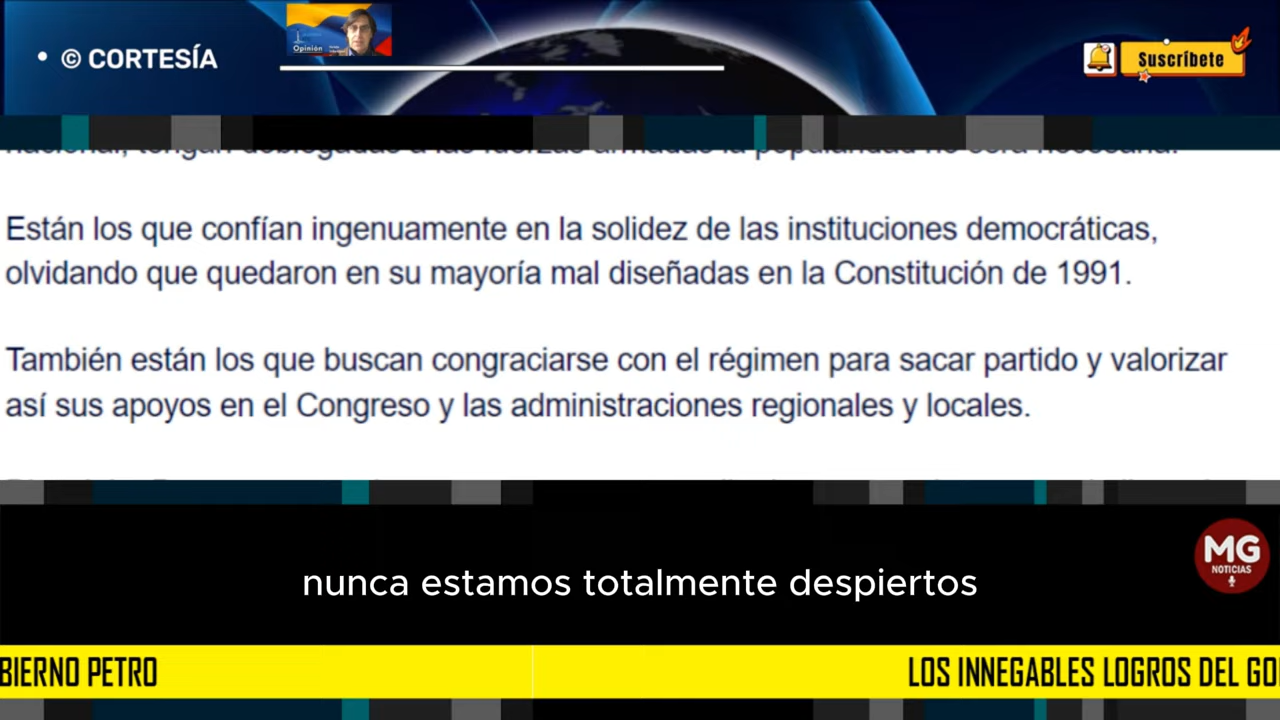 • © CORTESÍA
Opinión
Suscríbete
Están los que confían ingenuamente en la solidez de las instituciones democráticas,
olvidando que quedaron en su mayoría mal diseñadas en la Constitución de 1991.
También están los que buscan congraciarse con el régimen para sacar partido y valorizar
así sus apoyos en el Congreso y las administraciones regionales y locales.
MG
NOTICIAS
nunca estamos totalmente despiertos
BIERNO PETRO
LOS INNEGABLES LOGROS DEL GO